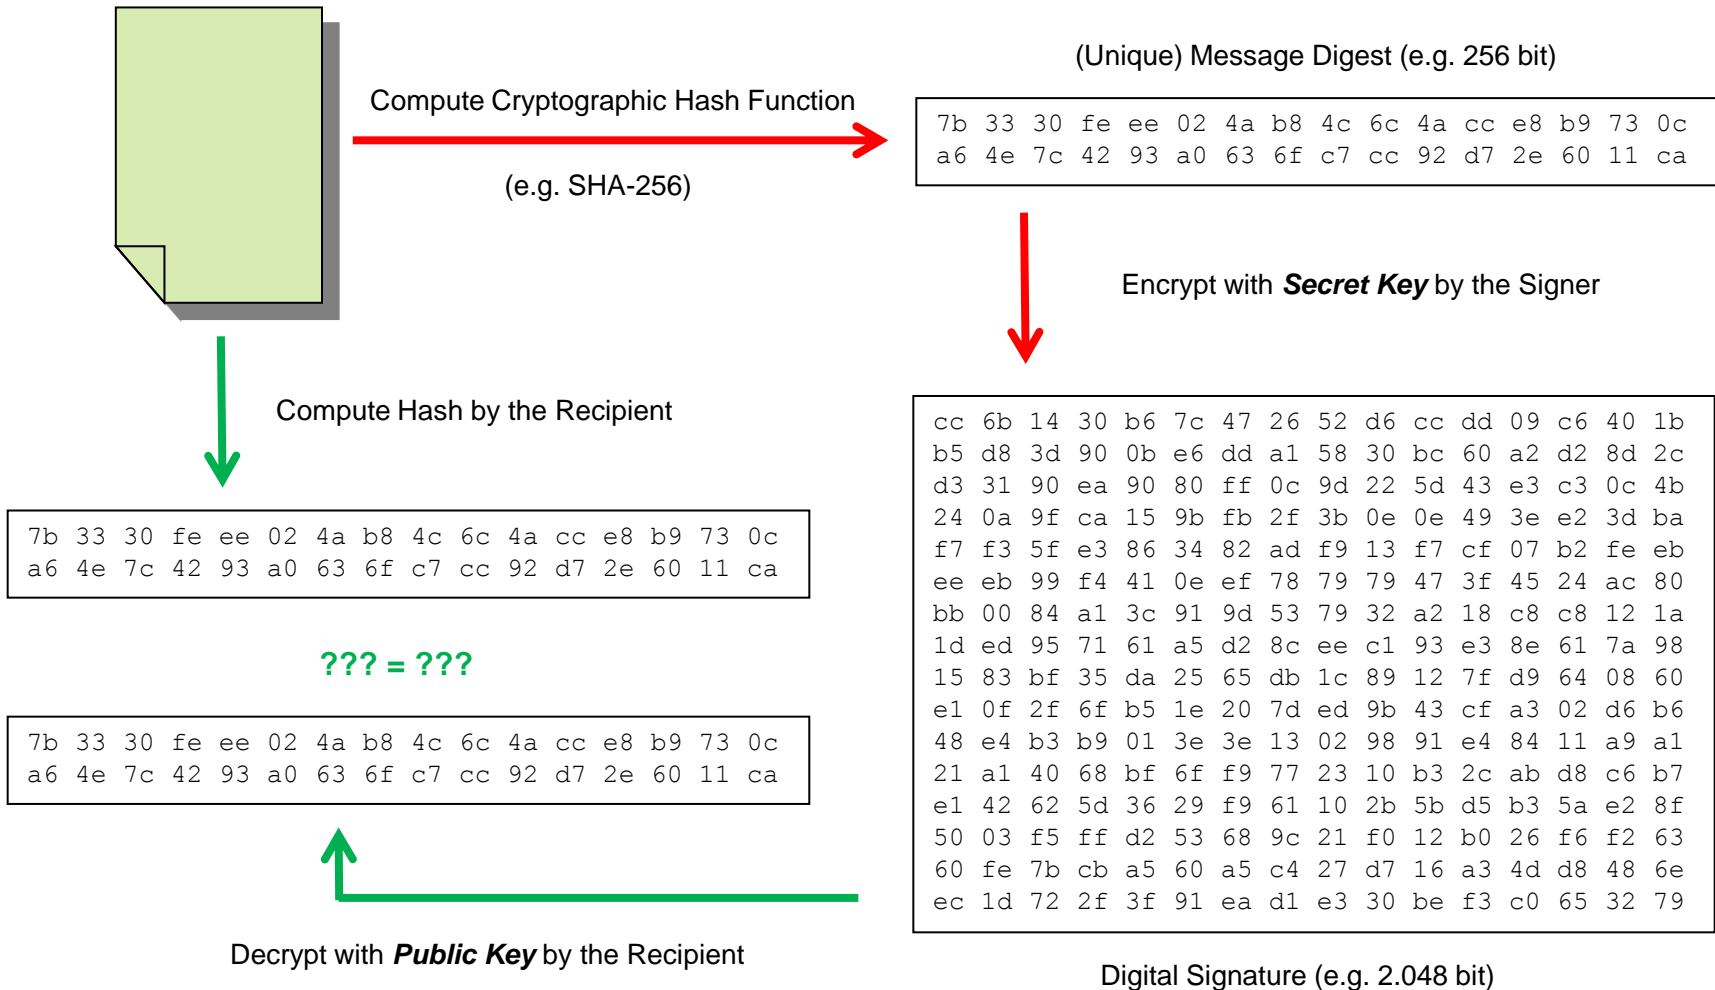 (Unique) Message Digest (e.g. 256 bit)
Compute Cryptographic Hash Function
(e.g. SHA-256)
7b 33 30 fe ee 02 4a b8 4c 6c 4a cc e8 b9 73 0c
a6 4e 7c 42 93 a0 63 6f c7 cc 92 d7 2e 60 11 ca
Encrypt with Secret Key by the Signer
Compute Hash by the Recipient
7b 33 30 fe ee 02 4a b8 4c 6c 4a cc e8 b9 73 0c
a6 4e 7c 42 93 a0 63 6f c7 cc 92 d7 2e 60 11 ca
??? = ???
7b 33 30 fe ee 02 4a b8 4c 6c 4a cc e8 b9 73 0c
a6 4e 7c 42 93 a0 63 6f c7 cc 92 d7 2e 60 11 ca
Decrypt with Public Key by the Recipient
cc 6b 14 30 b6 7c 47 26 52 d6 cc dd 09 c6 40 1b
b5 d8 3d 90 0b e6 dd a1 58 30 bc 60 a2 d2 8d 2c
d3 31 90 ea 90 80 ff 0c 9d 22 5d 43 e3 c3 0c 4b
24 0a 9f ca 15 9b fb 2f 3b 0e 0e 49 3e e2 3d ba
f7 f3 5f e3 86 34 82 ad f9 13 f7 cf 07 b2 fe eb
ee eb 99 f4 41 0e ef 78 79 79 47 3f 45 24 ac 80
bb 00 84 a1 3c 91 9d 53 79 32 a2 18 c8 c8 12 1a
1d ed 95 71 61 a5 d2 8c ee c1 93 e3 8e 61 7a 98
15 83 bf 35 da 25 65 db 1c 89 12 7f d9 64 08 60
e1 0f 2f 6f b5 1e 20 7d ed 9b 43 cf a3 02 d6 b6
48 e4 b3 b9 01 3e 3e 13 02 98 91 e4 84 11 a9 a1
21 a1 40 68 bf 6f f9 77 23 10 b3 2c ab d8 c6 b7
e1 42 62 5d 36 29 f9 61 10 2b 5b d5 b3 5a e2 8f
50 03 f5 ff d2 53 68 9c 21 f0 12 b0 26 f6 f2 63
60 fe 7b cb a5 60 a5 c4 27 d7 16 a3 4d d8 48 6e
ec 1d 72 2f 3f 91 ea d1 e3 30 be f3 c0 65 32 79
Digital Signature (e.g. 2.048 bit)